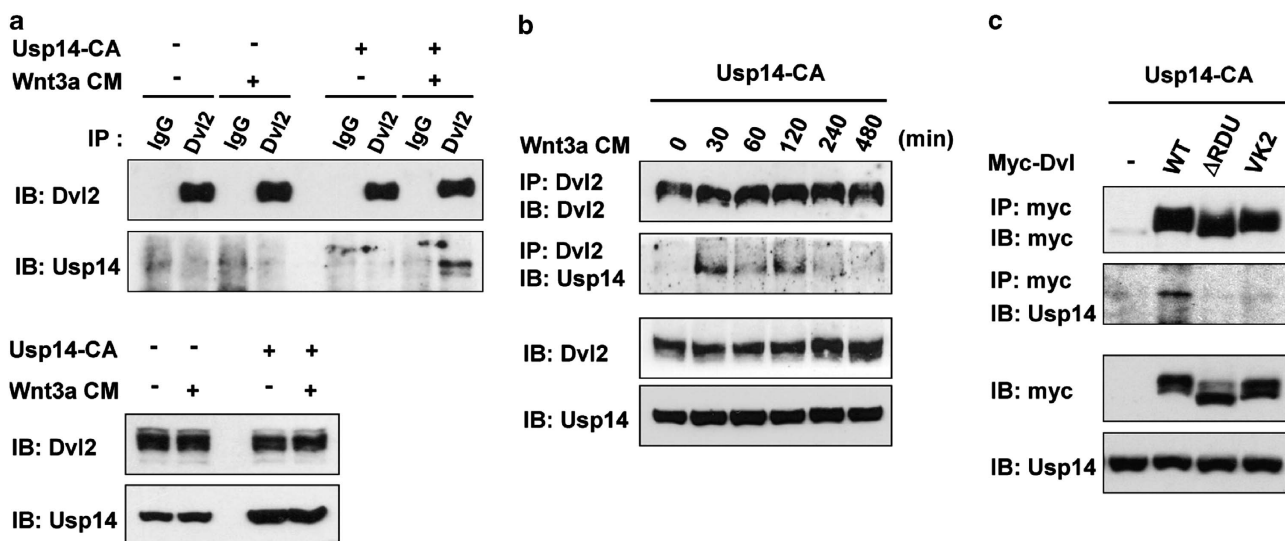 a
Usp14-CA - - + +
Wnt3a CM - + - +
IP : IgG Dvl2 IgG Dvl2 IgG Dvl2 IgG Dvl2
IB: Dvl2
IB: Usp14
Usp14-CA - - + +
Wnt3a CM - + - +
IB: Dvl2
IB: Usp14
b
Usp14-CA
Wnt3a CM 0 30 60 120 240 480 (min)
IP: Dvl2
IB: Dvl2
IP: Dvl2
IB: Usp14
IB: Dvl2
IB: Usp14
c
Usp14-CA
Myc-Dvl - WT ΔRDU VK2
IP: myc
IB: myc
IP: myc
IB: Usp14
IB: myc
IB: Usp14